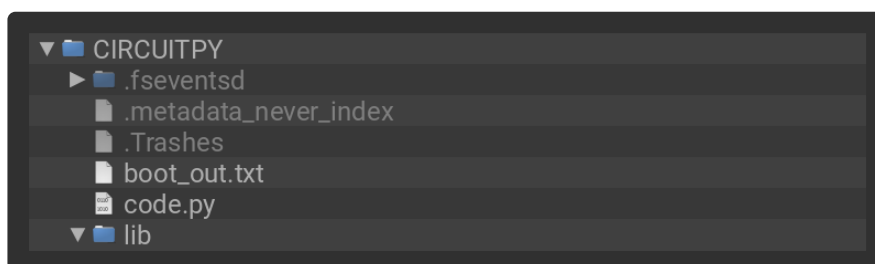 CIRCUITPY
.fseventsd
.metadata_never_index
.Trashes
boot_out.txt
code.py
lib